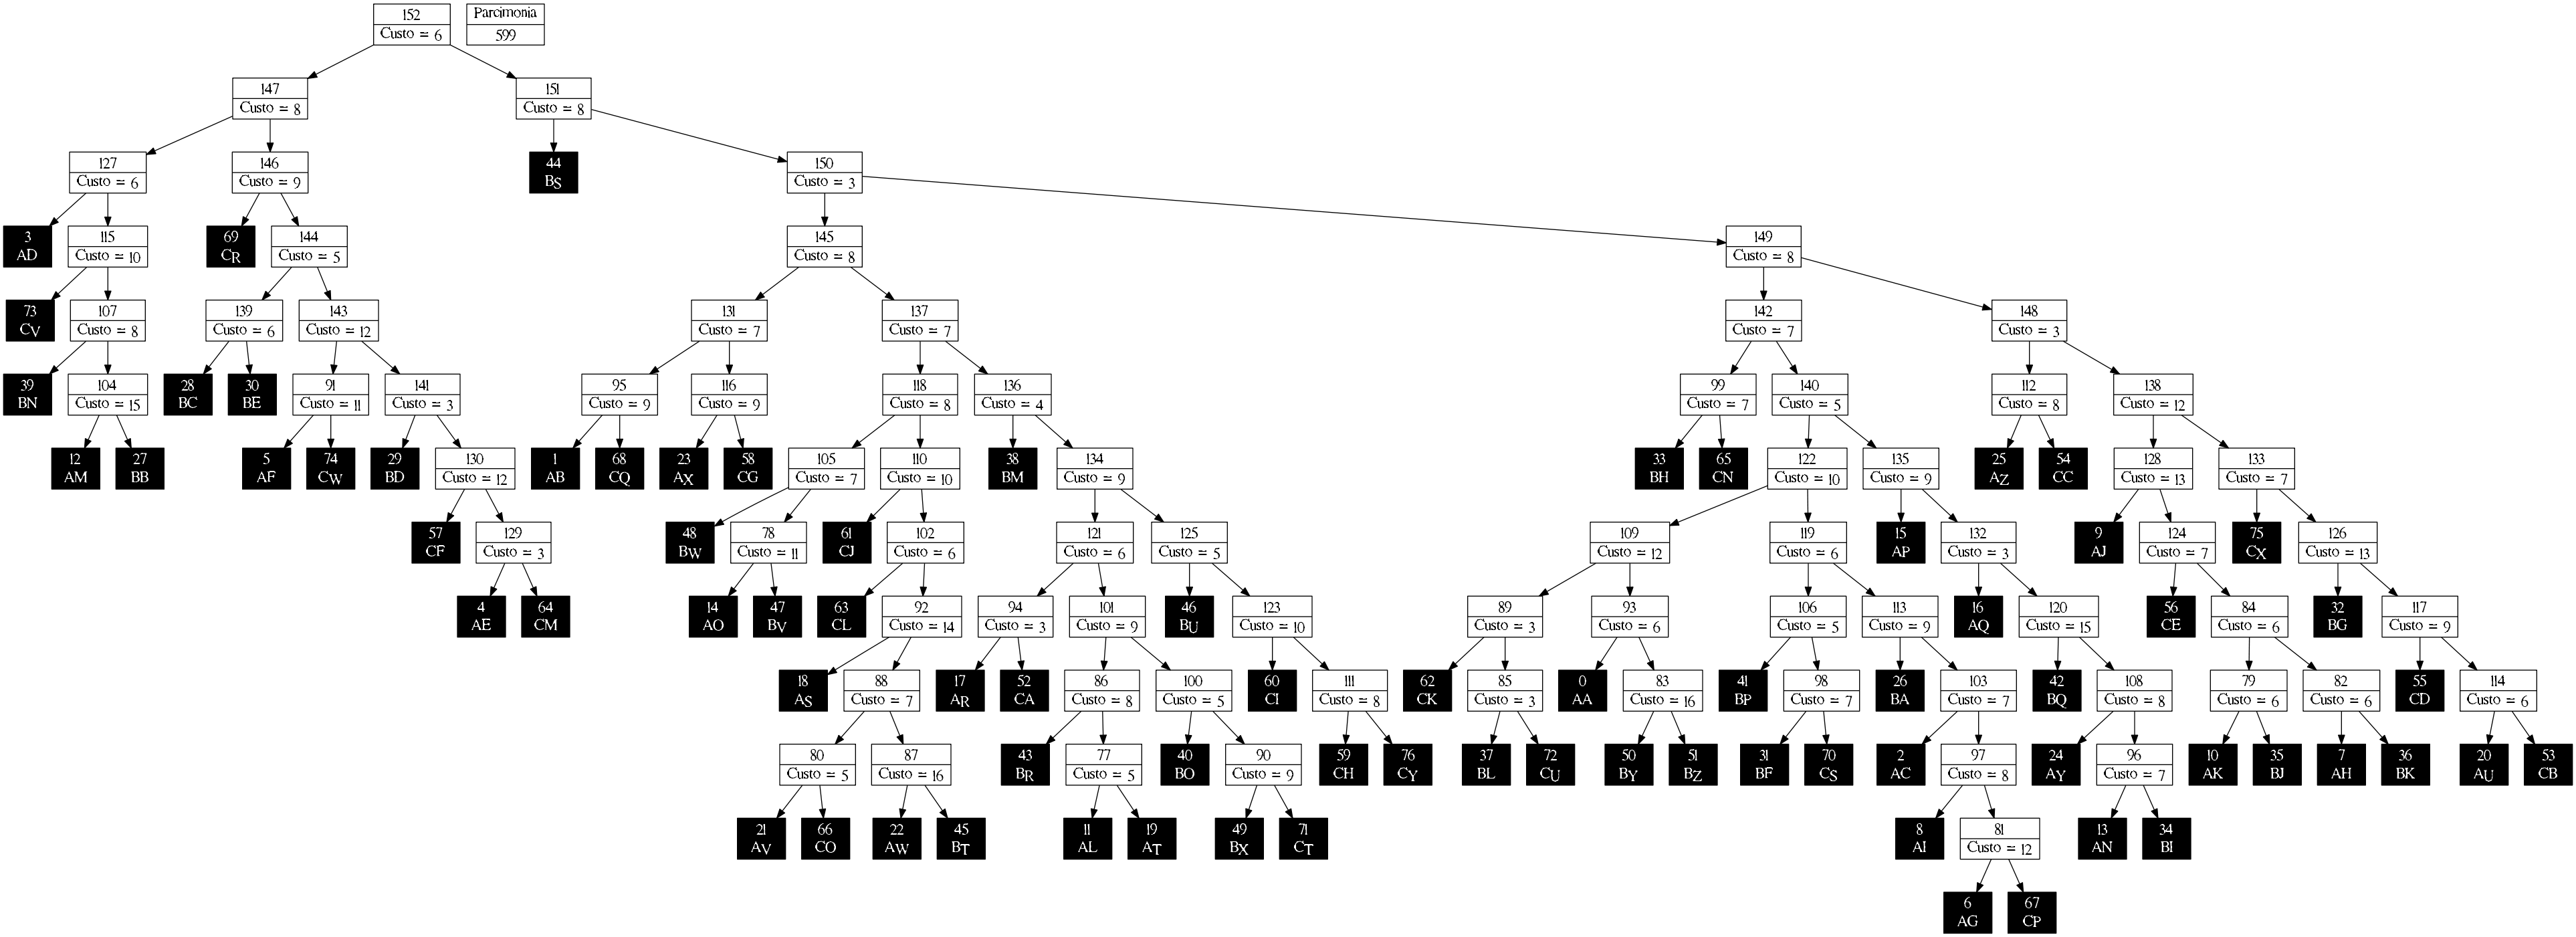 152
Custo = 6
Parcimonia
599
147
Custo = 8
151
Custo = 8
127
Custo = 6
146
Custo = 9
44
BS
150
Custo = 3
3
AD
115
Custo = 10
69
CR
144
Custo = 5
145
Custo = 8
149
Custo = 8
73
CV
107
Custo = 8
139
Custo = 6
143
Custo = 12
131
Custo = 7
137
Custo = 7
142
Custo = 7
148
Custo = 3
39
BN
104
Custo = 15
28
BC
30
BE
91
Custo = 11
141
Custo = 3
95
Custo = 9
116
Custo = 9
118
Custo = 8
136
Custo = 4
99
Custo = 7
140
Custo = 5
112
Custo = 8
138
Custo = 12
12
AM
27
BB
5
AF
74
CW
29
BD
130
Custo = 12
1
AB
68
CQ
23
AX
58
CG
105
Custo = 7
110
Custo = 10
38
BM
134
Custo = 9
33
BH
65
CN
122
Custo = 10
135
Custo = 9
25
AZ
54
CC
128
Custo = 13
133
Custo = 7
57
CF
129
Custo = 3
48
BW
78
Custo = 11
61
CJ
102
Custo = 6
121
Custo = 6
125
Custo = 5
109
Custo = 12
119
Custo = 6
15
AP
132
Custo = 3
9
AJ
124
Custo = 7
75
CX
126
Custo = 13
4
AE
64
CM
14
AO
47
BV
63
CL
92
Custo = 14
94
Custo = 3
101
Custo = 9
46
BU
123
Custo = 10
89
Custo = 3
93
Custo = 6
106
Custo = 5
113
Custo = 9
16
AQ
120
Custo = 15
56
CE
84
Custo = 6
32
BG
117
Custo = 9
18
AS
88
Custo = 7
17
AR
52
CA
86
Custo = 8
100
Custo = 5
60
CI
111
Custo = 8
62
CK
85
Custo = 3
0
AA
83
Custo = 16
41
BP
98
Custo = 7
26
BA
103
Custo = 7
42
BQ
108
Custo = 8
79
Custo = 6
82
Custo = 6
55
CD
114
Custo = 6
80
Custo = 5
87
Custo = 16
43
BR
77
Custo = 5
40
BO
90
Custo = 9
59
CH
76
CY
37
BL
72
CU
50
BY
51
BZ
31
BF
70
CS
2
AC
97
Custo = 8
24
AY
96
Custo = 7
10
AK
35
BJ
7
AH
36
BK
20
AU
53
CB
21
AV
66
CO
22
AW
45
BT
11
AL
19
AT
49
BX
71
CT
8
AI
81
Custo = 12
13
AN
34
BI
6
AG
67
CP